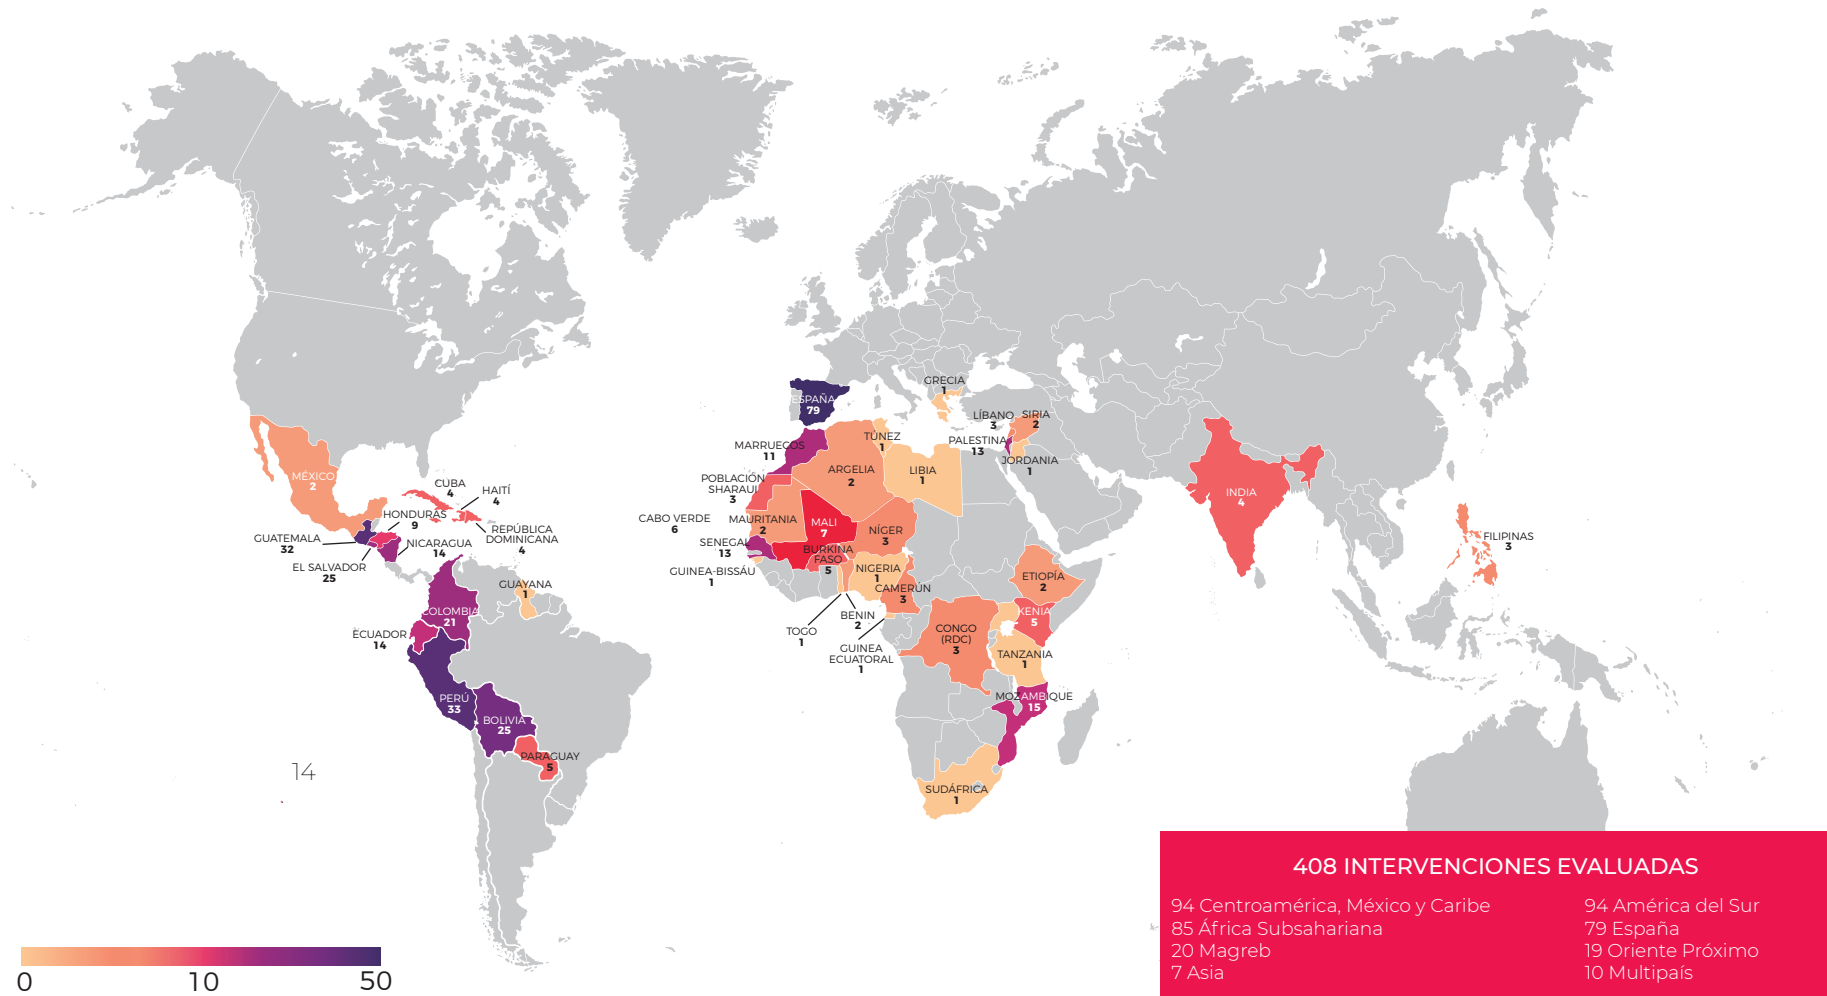 GRECIA
1
ESPAÑA
79
LÍBANO
3
SIRIA
2
MARRUECOS
11
TÚNEZ
1
PALESTINA
13
JORDANIA
1
ARGELIA
2
LIBIA
1
MÉXICO
2
CUBA
4
HAITÍ
4
POBLACIÓN
SHARAUI
3
INDIA
4
HONDURAS
9
REPÚBLICA
DOMINICANA
4
CABO VERDE
6
MAURITANIA
2
MALI
7
NÍGER
3
GUATEMALA
32
NICARAGUA
14
SENEGAL
13
BURKINA
FASO
5
FILIPINAS
3
EL SALVADOR
25
GUINEA-BISSÁU
1
NIGERIA
1
ETIOPÍA
2
GUAYANA
1
CAMERÚN
3
COLOMBIA
21
BENIN
2
KENIA
5
ECUADOR
14
TOGO
1
GUINEA
ECUATORAL
1
CONGO
(RDC)
3
TANZANIA
1
PERÚ
33
MOZAMBIQUE
15
BOLIVIA
25
PARAGUAY
5
14
SUDÁFRICA
1
408 INTERVENCIONES EVALUADAS
94 Centroamérica, México y Caribe
85 África Subsahariana
20 Magreb
7 Asia
94 América del Sur
79 España
19 Oriente Próximo
10 Multipaís
0 10 50